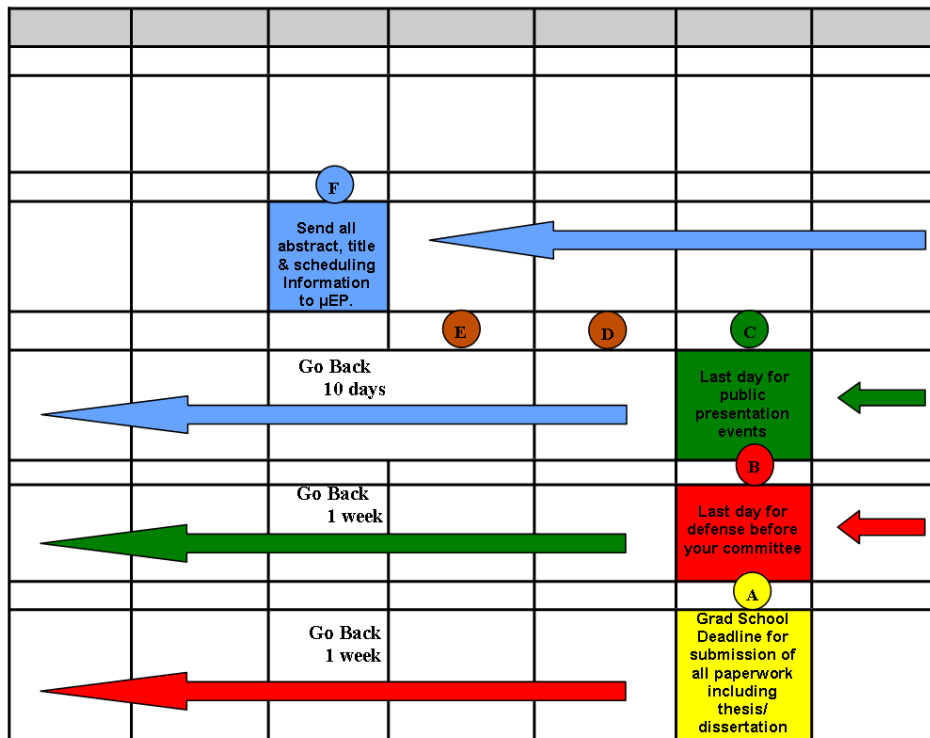 F
Send all
abstract, title
& scheduling
Information
to µEP.
E
D
C
Go Back
10 days
Last day for
public
presentation
events
B
Go Back
1 week
Last day for
defense before
your committee
A
Go Back
1 week
Grad School
Deadline for
submission of
all paperwork
including
thesis/
dissertation